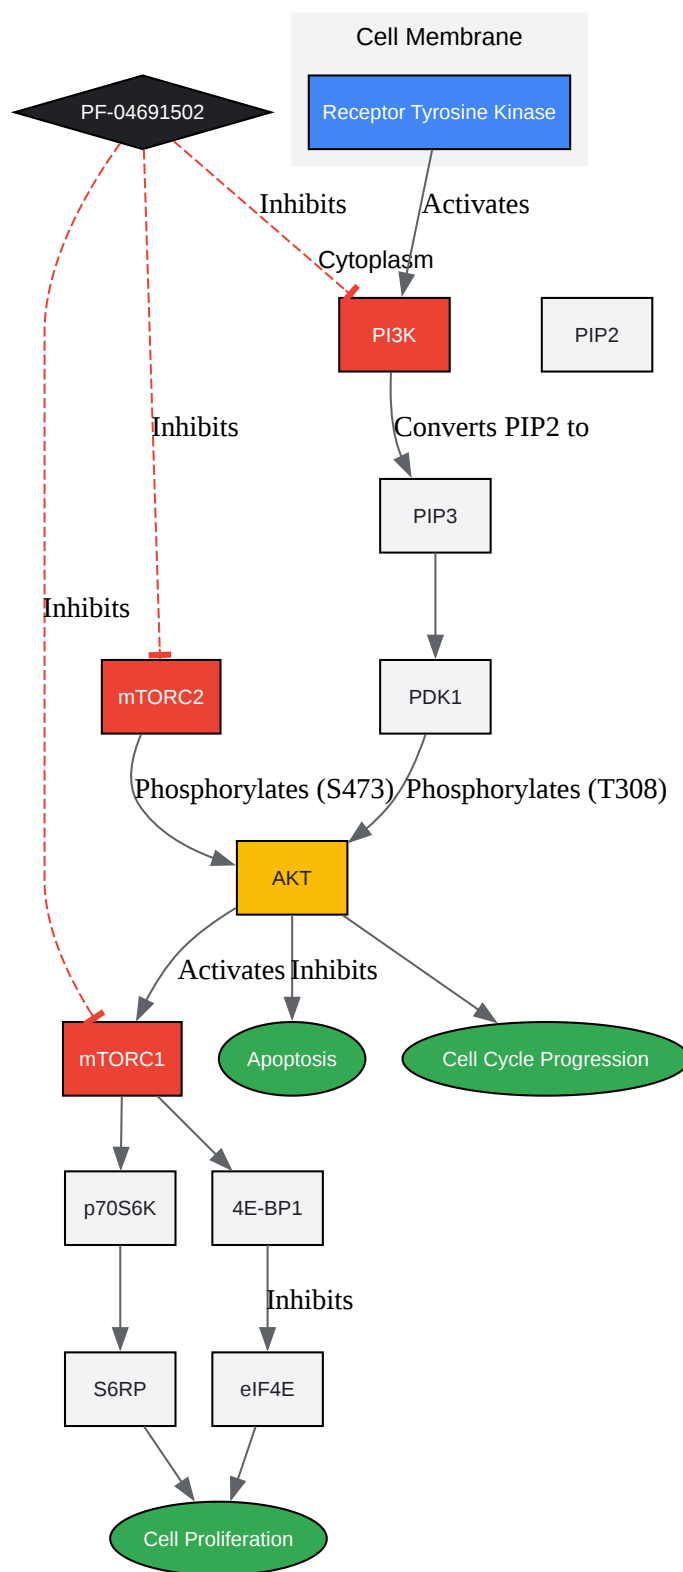 Cell Membrane
PF-04691502
Receptor Tyrosine Kinase
Inhibits
Activates
Cytoplasm
PI3K
PIP2
Inhibits
Converts PIP2 to
PIP3
Inhibits
mTORC2
PDK1
Phosphorylates (S473)
Phosphorylates (T308)
AKT
Activates
Inhibits
mTORC1
Apoptosis
Cell Cycle Progression
p70S6K
4E-BP1
Inhibits
S6RP
eIF4E
Cell Proliferation